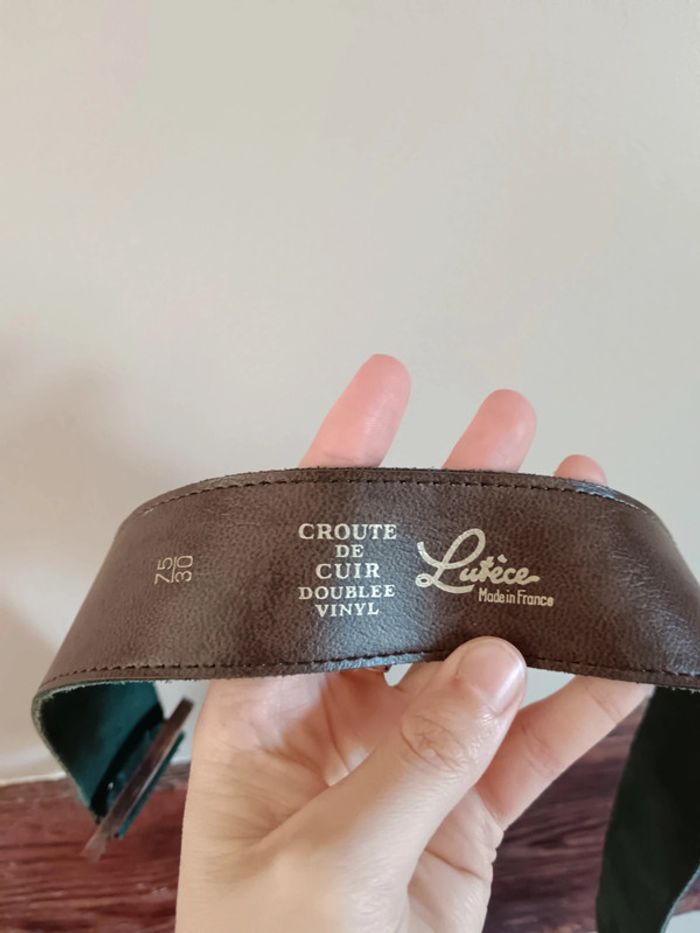 75
30
CROUTE
DE
CUIR
DOUBLEE
VINYL
Lutèce
Made in France